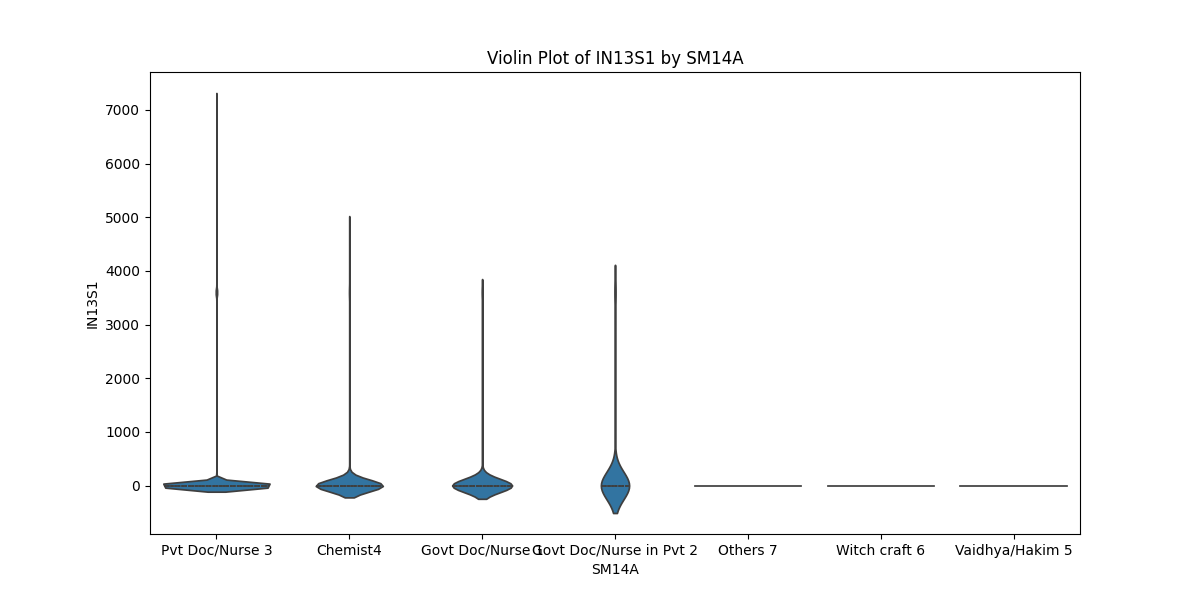 Violin Plot of IN13S1 by SM14A
7000
6000
5000
4000
3000
2000
1000
0
IN13S1
Pvt Doc/Nurse 3
Chemist4
Govt Doc/Nurse 1
Govt Doc/Nurse in Pvt 2
Others 7
Witch craft 6
Vaidhya/Hakim 5
SM14A